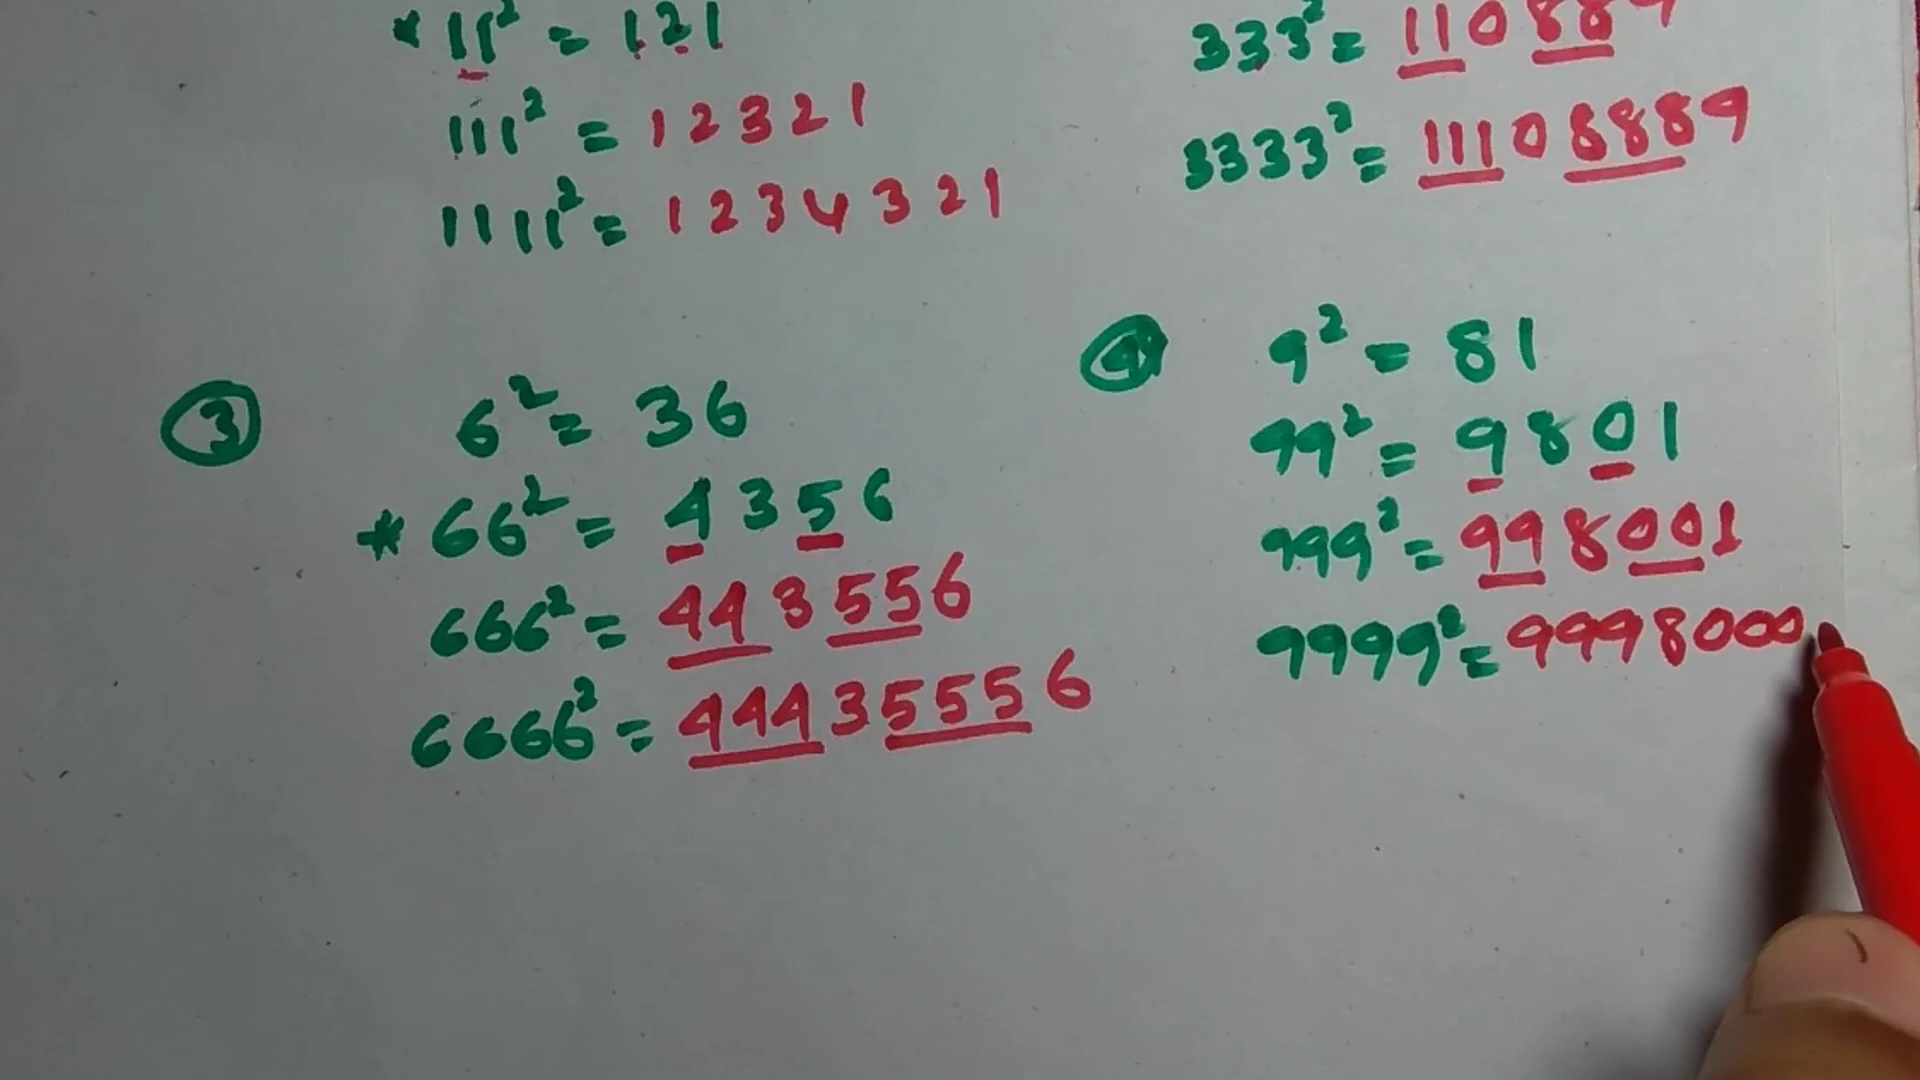 * 11² = 121
111² = 12321
1111² = 1234321
333² = 110889
3333² = 11108889
③ 6² = 36
* 66² = 4356
666² = 443556
6666² = 44435556
④ 9² = 81
99² = 9801
999² = 998001
9999² = 9998000